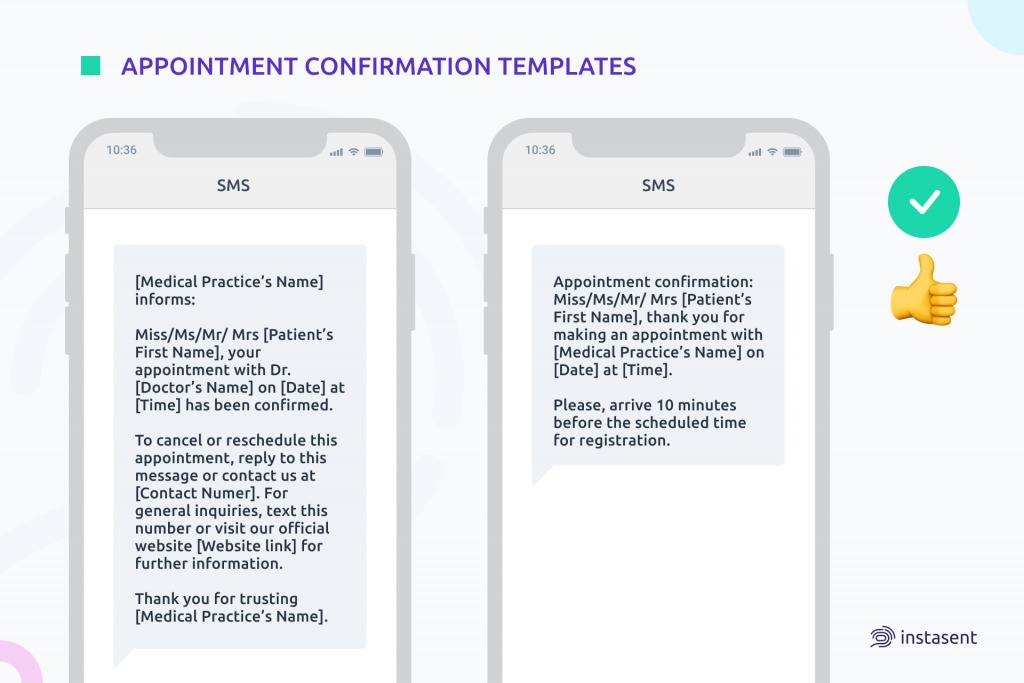 APPOINTMENT CONFIRMATION TEMPLATES
10:36
SMS
[Medical Practice’s Name]
informs:
Miss/Ms/Mr/ Mrs [Patient’s
First Name], your
appointment with Dr.
[Doctor’s Name] on [Date] at
[Time] has been confirmed.
To cancel or reschedule this
appointment, reply to this
message or contact us at
[Contact Numer]. For
general inquiries, text this
number or visit our official
website [Website link] for
further information.
Thank you for trusting
[Medical Practice’s Name].
10:36
SMS
Appointment confirmation:
Miss/Ms/Mr/ Mrs [Patient’s
First Name], thank you for
making an appointment with
[Medical Practice’s Name] on
[Date] at [Time].
Please, arrive 10 minutes
before the scheduled time
for registration.
instasent